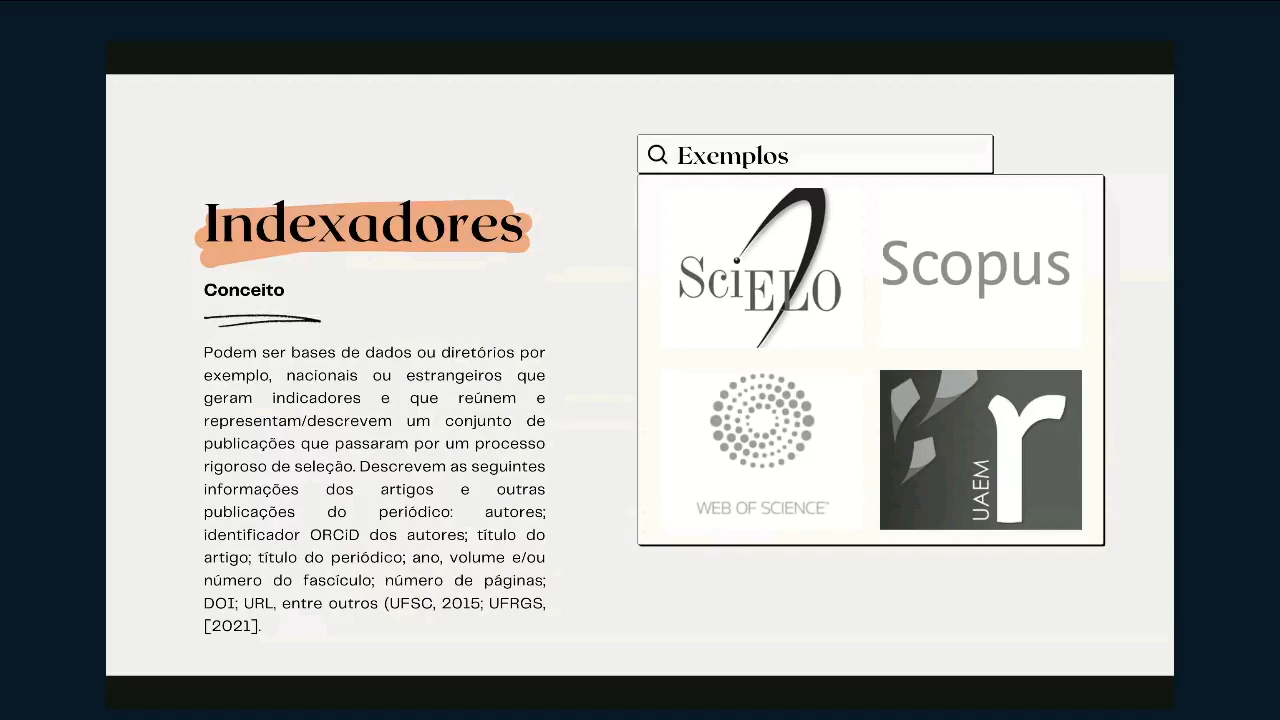 Indexadores
Conceito
Podem ser bases de dados ou diretórios por
exemplo, nacionais ou estrangeiros que
geram indicadores e que reúnem e
representam/descrevem um conjunto de
publicações que passaram por um processo
rigoroso de seleção. Descrevem as seguintes
informações dos artigos e outras
publicações do periódico: autores;
identificador ORCiD dos autores; título do
artigo; título do periódico; ano, volume e/ou
número do fascículo; número de páginas;
DOI; URL, entre outros (UFSC, 2015; UFRGS,
[2021].
Exemplos
SciELO
Scopus
WEB OF SCIENCE™
UAEM r